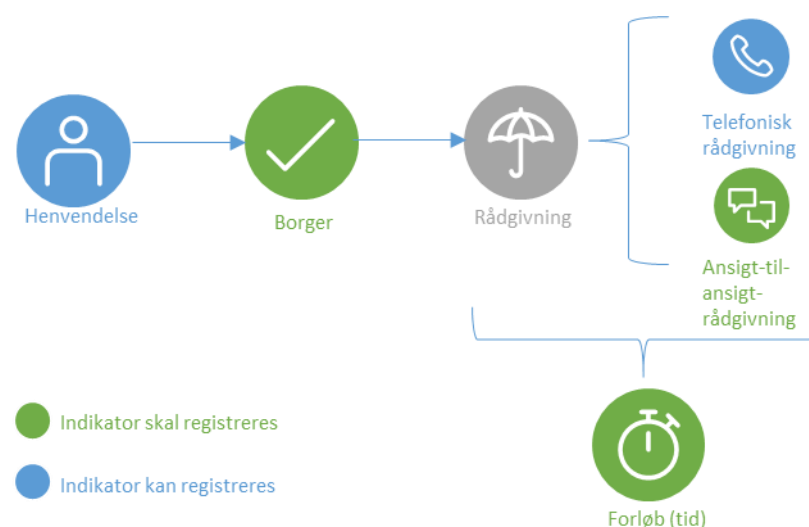 Henvendelse
Borger
Rådgivning
Telefonisk
rådgivning
Ansigt-til-
ansigt-
rådgivning
Indikator skal registreres
Indikator kan registreres
Forløb (tid)